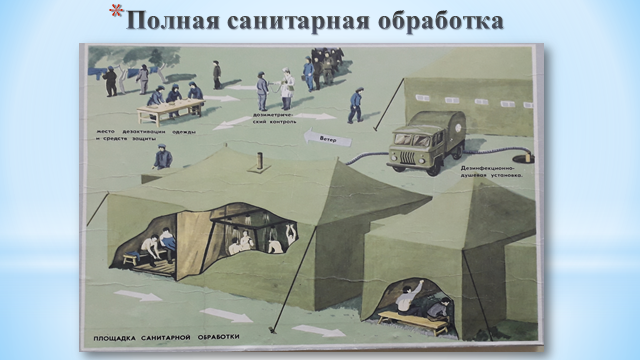 *Полная санитарная обработка
место дезактивации одежды
и средств защиты
дозиметриче-
ский контроль
Ветер
Дезинфекционно-
душевая установка.
ПЛОЩАДКА САНИТАРНОЙ ОБРАБОТКИ